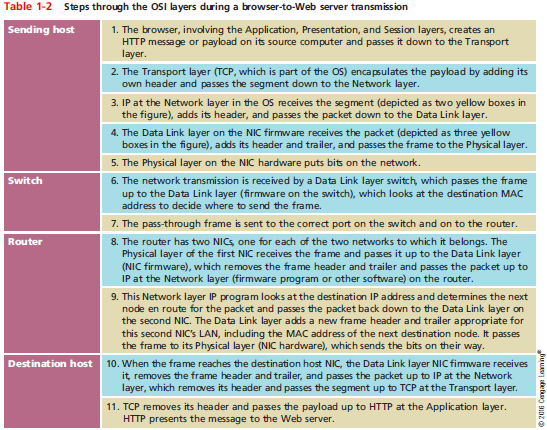 Table 1-2 Steps through the OSI layers during a browser-to-Web server transmission
Sending host
1. The browser, involving the Application, Presentation, and Session layers, creates an
HTTP message or payload on its source computer and passes it down to the Transport
layer.
2. The Transport layer (TCP, which is part of the OS) encapsulates the payload by adding its
own header and passes the segment down to the Network layer.
3. IP at the Network layer in the OS receives the segment (depicted as two yellow boxes in
the figure), adds its header, and passes the packet down to the Data Link layer.
4. The Data Link layer on the NIC firmware receives the packet (depicted as three yellow
boxes in the figure), adds its header and trailer, and passes the frame to the Physical layer.
5. The Physical layer on the NIC hardware puts bits on the network.
Switch
6. The network transmission is received by a Data Link layer switch, which passes the frame
up to the Data Link layer (firmware on the switch), which looks at the destination MAC
address to decide where to send the frame.
7. The pass-through frame is sent to the correct port on the switch and on to the router.
Router
8. The router has two NICs, one for each of the two networks to which it belongs. The
Physical layer of the first NIC receives the frame and passes it up to the Data Link layer
(NIC firmware), which removes the frame header and trailer and passes the packet up to
IP at the Network layer (firmware program or other software) on the router.
9. This Network layer IP program looks at the destination IP address and determines the next
node en route for the packet and passes the packet back down to the Data Link layer on
the second NIC. The Data Link layer adds a new frame header and trailer appropriate for
this second NIC's LAN, including the MAC address of the next destination node. It passes
the frame to its Physical layer (NIC hardware), which sends the bits on their way.
Destination host
10. When the frame reaches the destination host NIC, the Data Link layer NIC firmware receives
it, removes the frame header and trailer, and passes the packet up to IP at the Network
layer, which removes its header and passes the segment up to TCP at the Transport layer.
11. TCP removes its header and passes the payload up to HTTP at the Application layer.
HTTP presents the message to the Web server.
© 2016 Cengage Learning®